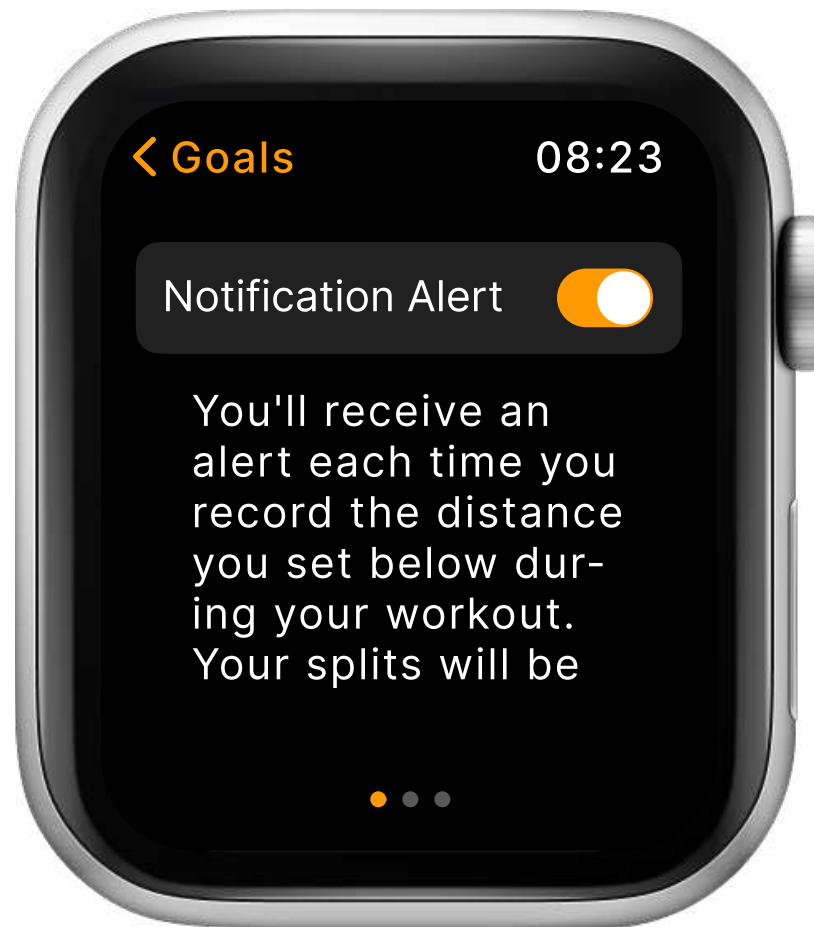 Goals
08:23
Notification Alert
You'll receive an
alert each time you
record the distance
you set below dur-
ing your workout.
Your splits will be